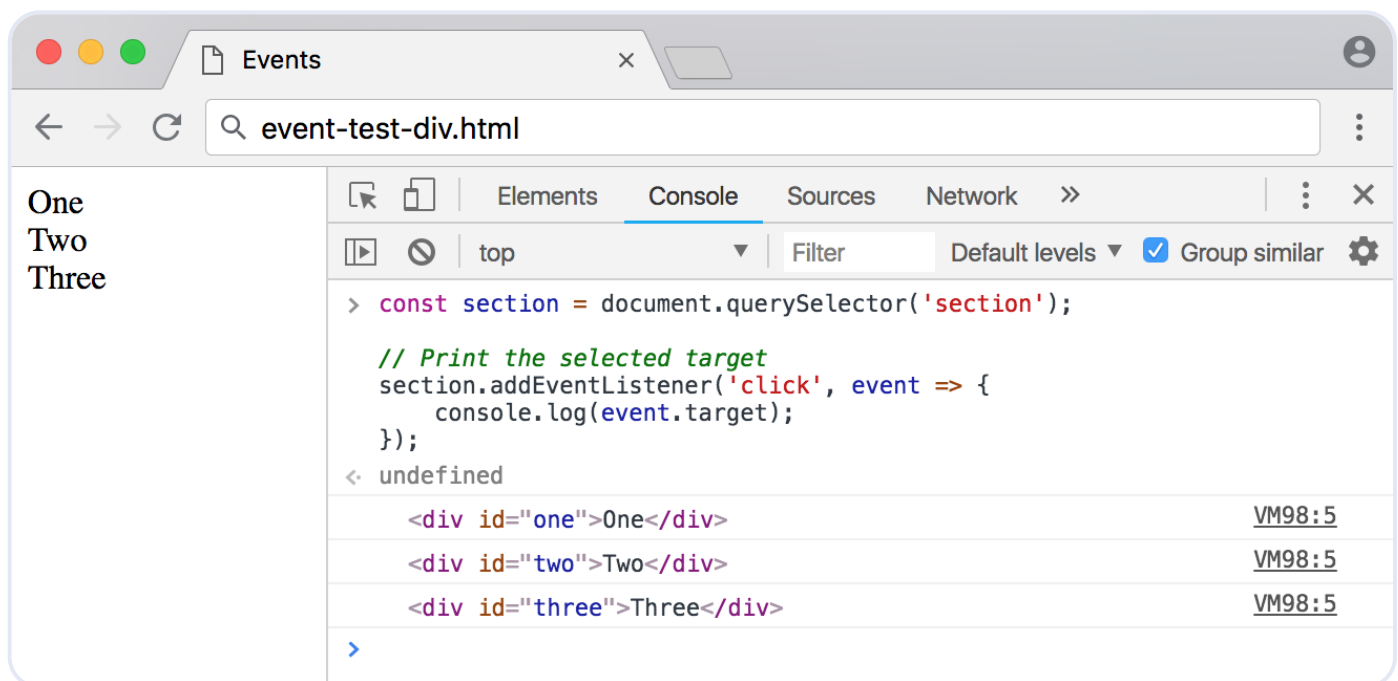 Events
event-test-div.html
One
Two
Three
Elements Console Sources Network
top Filter Default levels Group similar
const section = document.querySelector('section');
// Print the selected target
section.addEventListener('click', event => {
console.log(event.target);
});
undefined
<div id="one">One</div> VM98:5
<div id="two">Two</div> VM98:5
<div id="three">Three</div> VM98:5